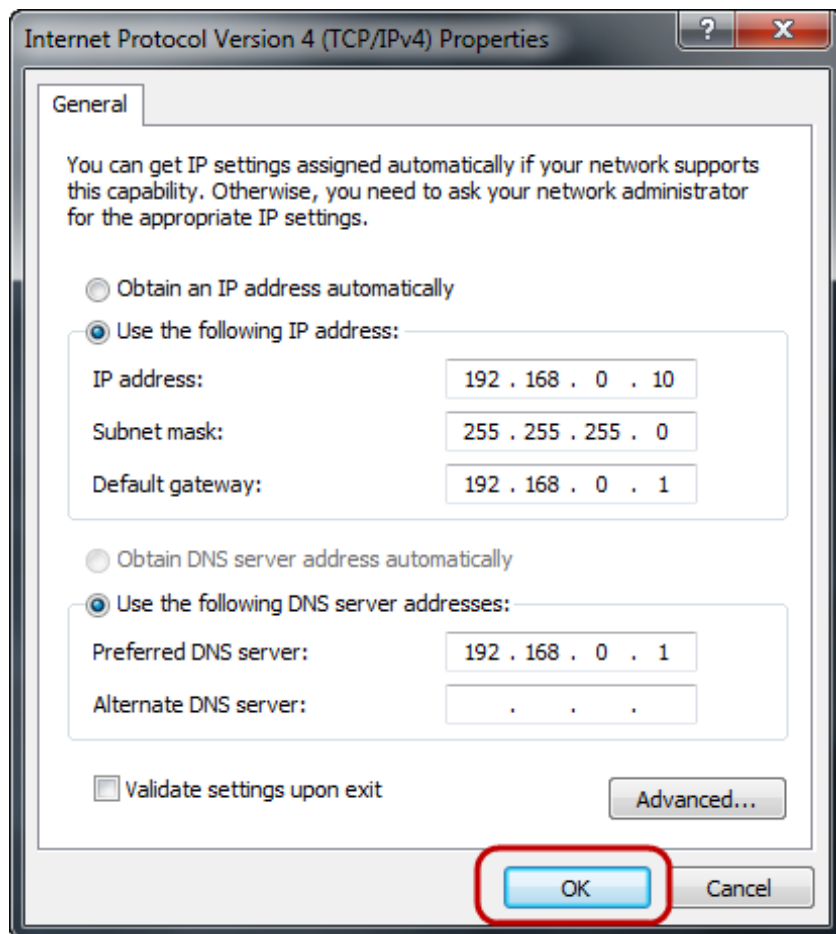 Internet Protocol Version 4 (TCP/IPv4) Properties
?
X
General
You can get IP settings assigned automatically if your network supports
this capability. Otherwise, you need to ask your network administrator
for the appropriate IP settings.
Obtain an IP address automatically
Use the following IP address:
IP address: 192 . 168 . 0 . 10
Subnet mask: 255 . 255 . 255 . 0
Default gateway: 192 . 168 . 0 . 1
Obtain DNS server address automatically
Use the following DNS server addresses:
Preferred DNS server: 192 . 168 . 0 . 1
Alternate DNS server: . . .
Validate settings upon exit
Advanced...
OK Cancel